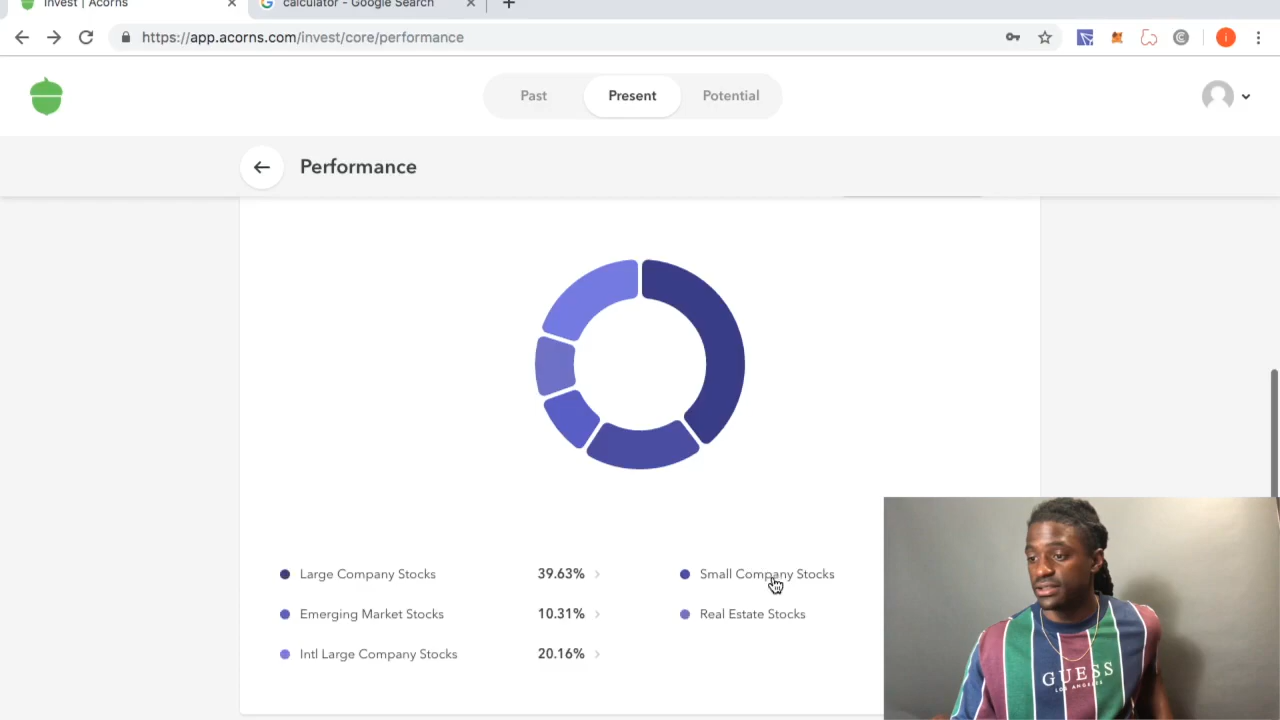 Invest | Acorns
calculator - Google Search
https://app.acorns.com/invest/core/performance
i
Past
Present
Potential
Performance
Large Company Stocks 39.63%
Small Company Stocks
Emerging Market Stocks 10.31%
Real Estate Stocks
Intl Large Company Stocks 20.16%
GUESS
LOS ANGELES